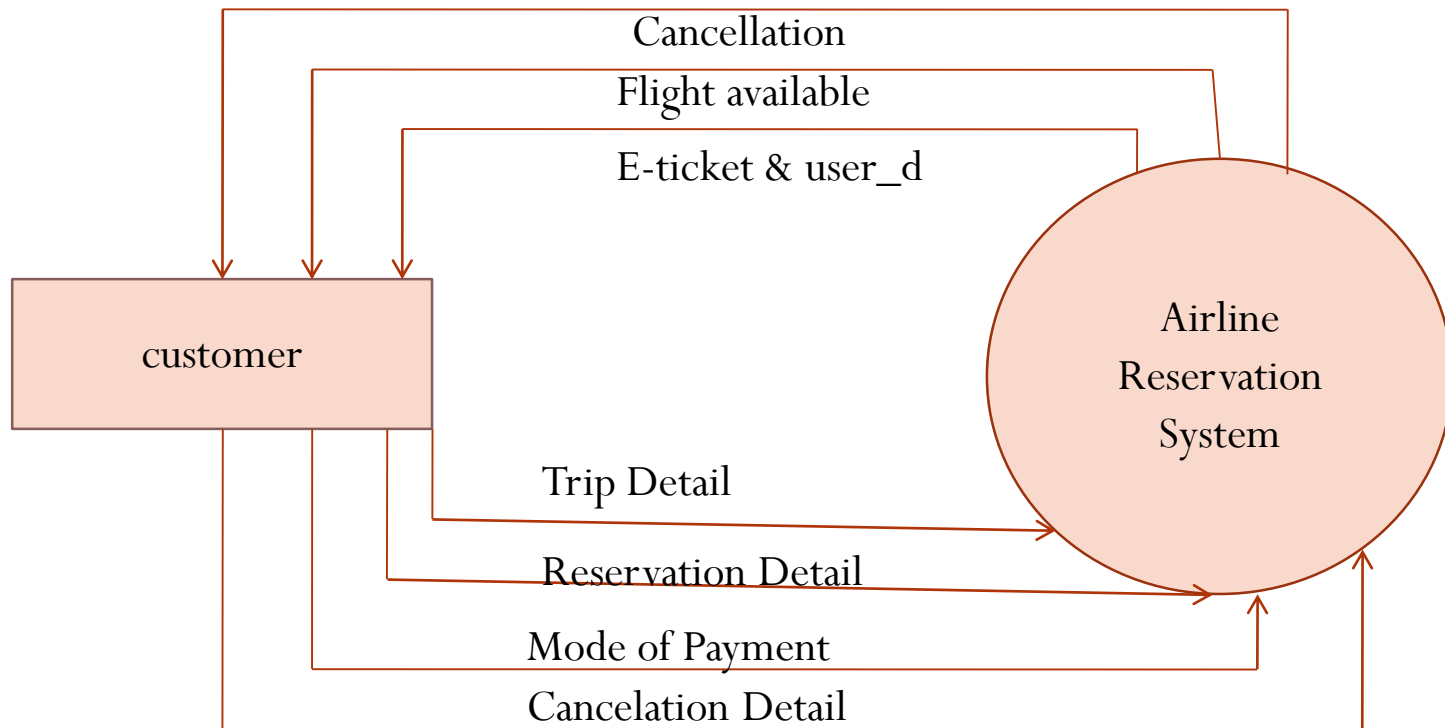 Cancellation
Flight available
E-ticket & user_d
customer
Airline
Reservation
System
Trip Detail
Reservation Detail
Mode of Payment
Cancelation Detail